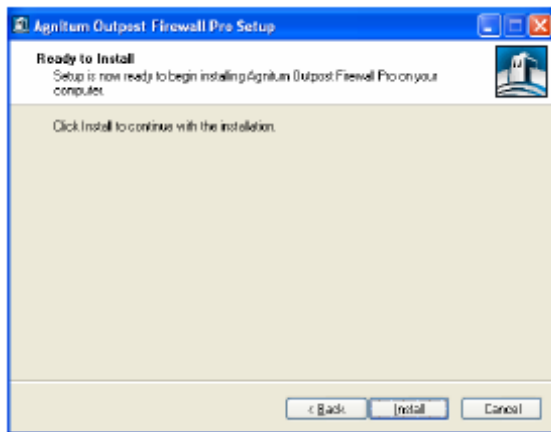 Agnitum Outpost Firewall Pro Setup
Ready to Install
Setup is now ready to begin installing Agnitum Outpost Firewall Pro on your
computer.
Click Install to continue with the installation.
< Back
Install
Cancel